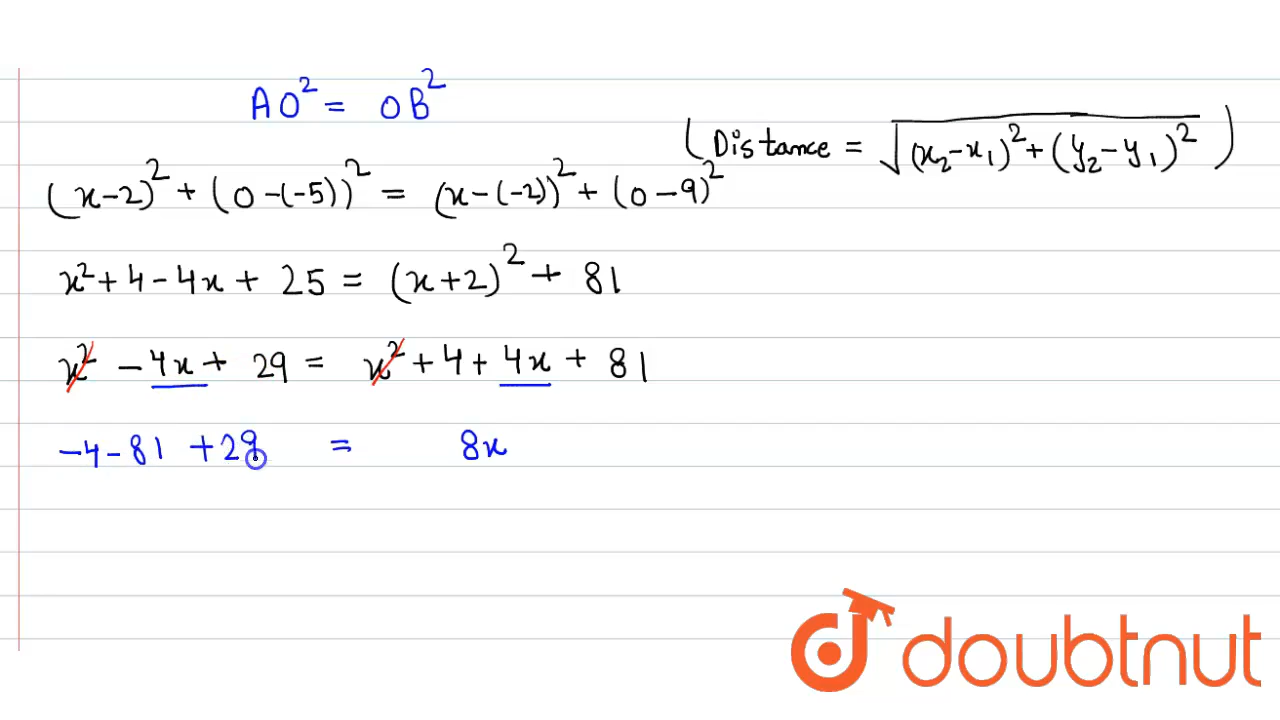 AO² = OB²
(Distance = √(x₂-x₁)²+(y₂-y₁)²)
(x-2)²+(0-(-5))² = (x-(-2))²+(0-9)²
x²+4-4x+25 = (x+2)²+81
x²-4x+29 = x²+4+4x+81
-4-81+29 = 8x
doubtnut